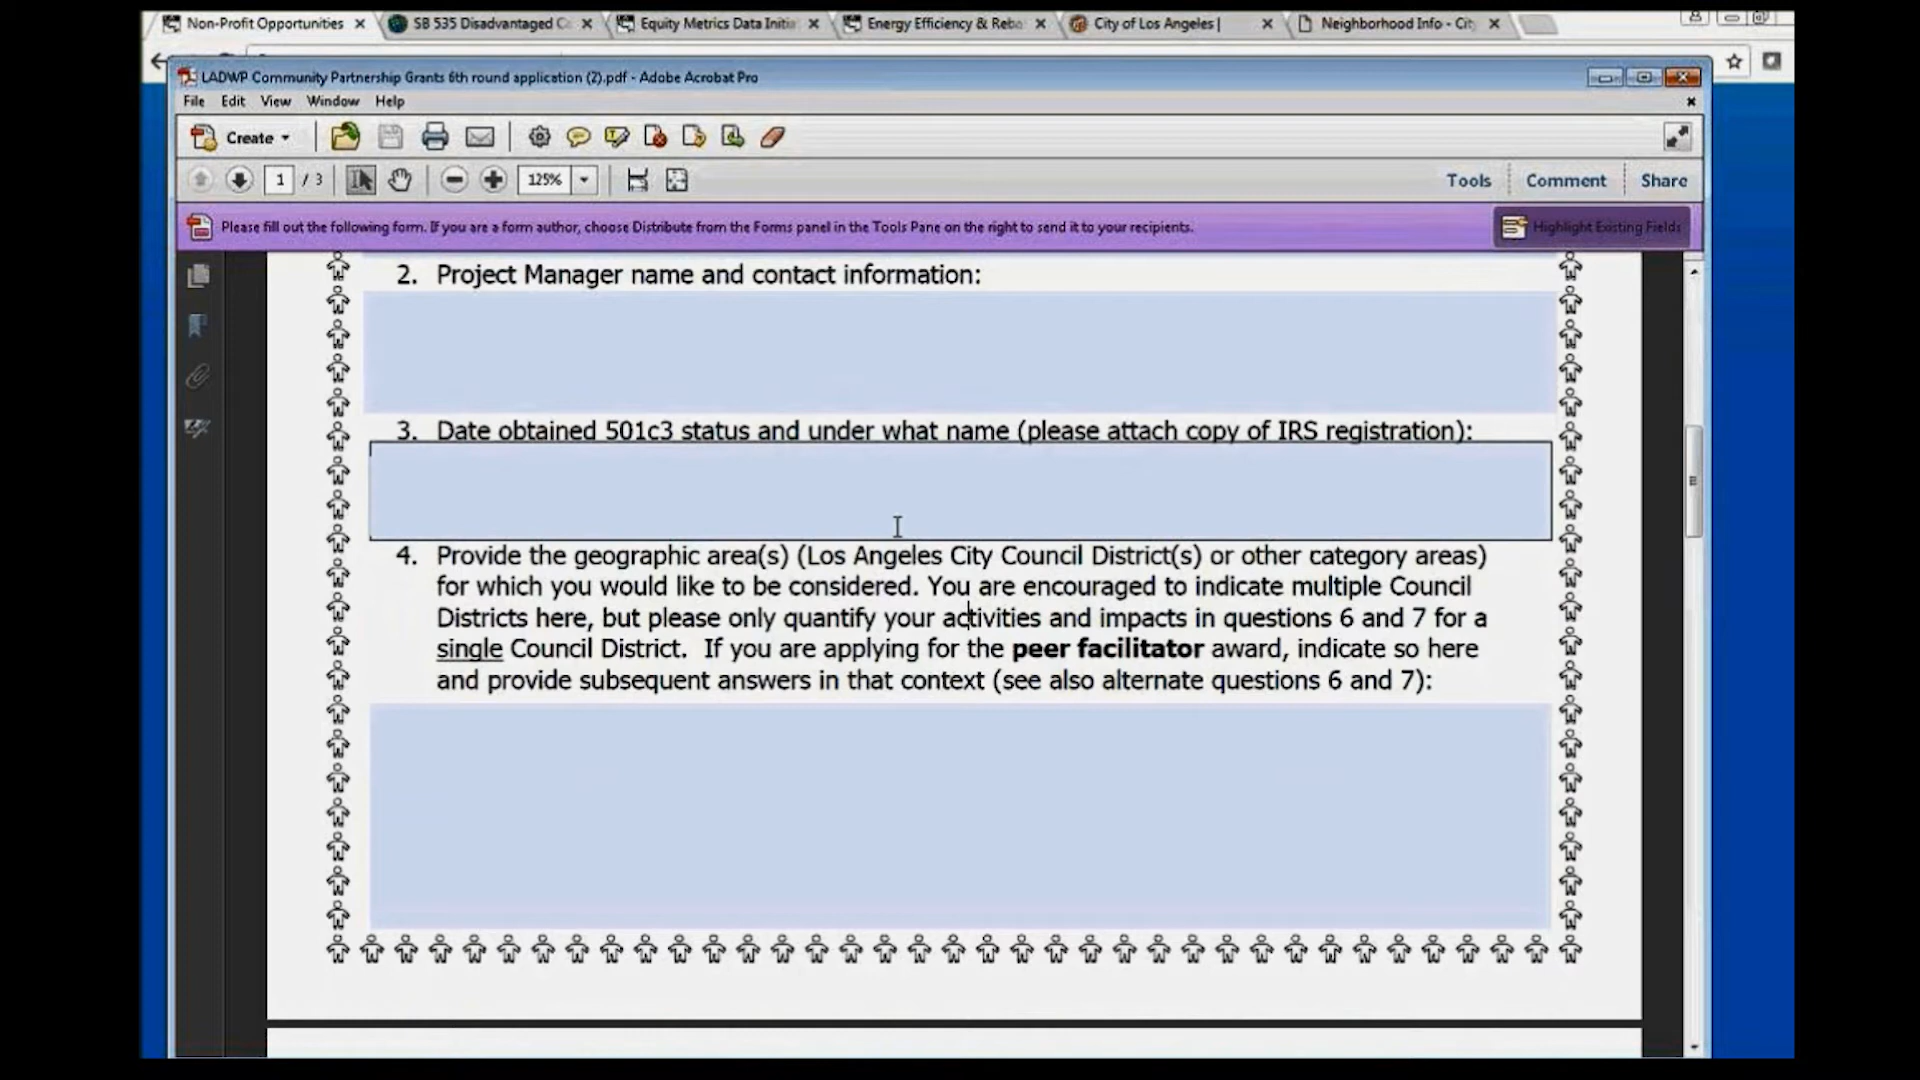 Non-Profit Opportunities
SB 535 Disadvantaged C
Equity Metrics Data Initia
Energy Efficiency & Reba
City of Los Angeles |
Neighborhood Info - City
LADWP Community Partnership Grants 6th round application (2).pdf - Adobe Acrobat Pro
File Edit View Window Help
Create
1 / 3
125%
Tools Comment Share
Please fill out the following form. If you are a form author, choose Distribute from the Forms panel in the Tools Pane on the right to send it to your recipients.
Highlight Existing Fields
2. Project Manager name and contact information:
3. Date obtained 501c3 status and under what name (please attach copy of IRS registration):
4. Provide the geographic area(s) (Los Angeles City Council District(s) or other category areas)
for which you would like to be considered. You are encouraged to indicate multiple Council
Districts here, but please only quantify your activities and impacts in questions 6 and 7 for a
single Council District. If you are applying for the peer facilitator award, indicate so here
and provide subsequent answers in that context (see also alternate questions 6 and 7):